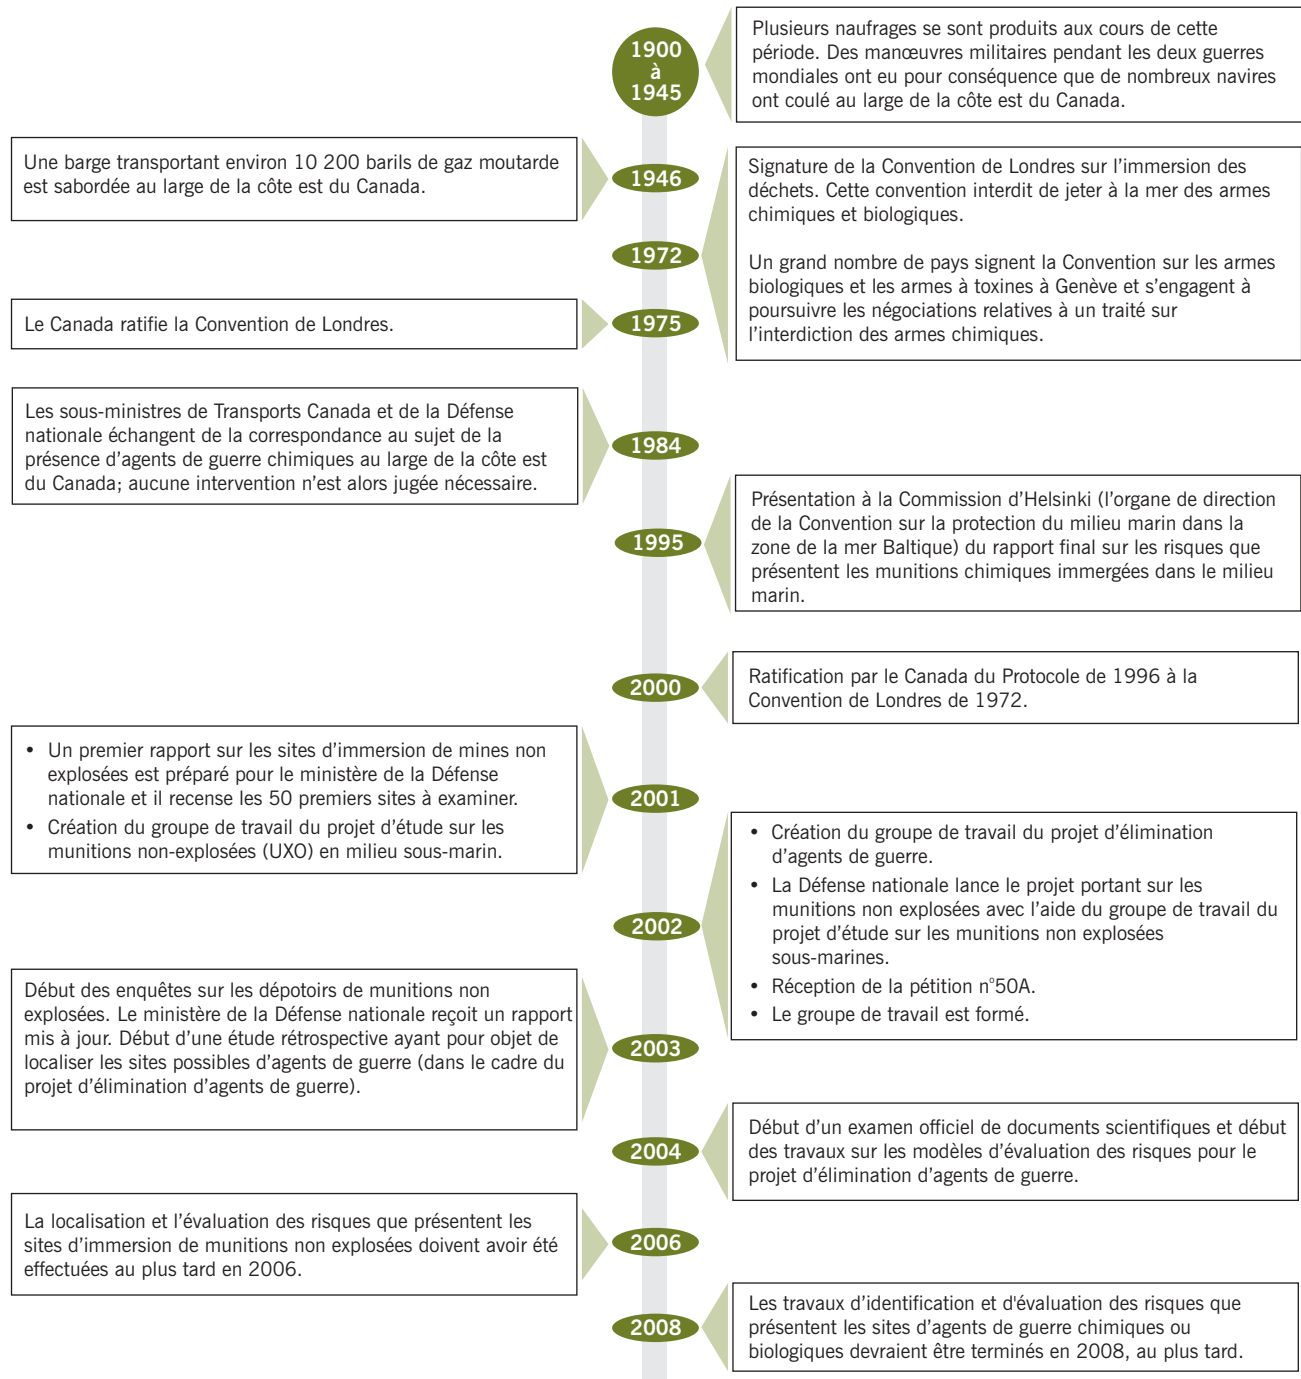 1900
à
1945
Plusieurs naufrages se sont produits aux cours de cette
période. Des manœuvres militaires pendant les deux guerres
mondiales ont eu pour conséquence que de nombreux navires
ont coulé au large de la côte est du Canada.
Une barge transportant environ 10 200 barils de gaz moutarde
est sabordée au large de la côte est du Canada.
1946
1972
Signature de la Convention de Londres sur l’immersion des
déchets. Cette convention interdit de jeter à la mer des armes
chimiques et biologiques.
Un grand nombre de pays signent la Convention sur les armes
biologiques et les armes à toxines à Genève et s’engagent à
poursuivre les négociations relatives à un traité sur
l’interdiction des armes chimiques.
Le Canada ratifie la Convention de Londres.
1975
Les sous-ministres de Transports Canada et de la Défense
nationale échangent de la correspondance au sujet de la
présence d’agents de guerre chimiques au large de la côte est
du Canada; aucune intervention n’est alors jugée nécessaire.
1984
1995
Présentation à la Commission d’Helsinki (l’organe de direction
de la Convention sur la protection du milieu marin dans la
zone de la mer Baltique) du rapport final sur les risques que
présentent les munitions chimiques immergées dans le milieu
marin.
2000
Ratification par le Canada du Protocole de 1996 à la
Convention de Londres de 1972.
• Un premier rapport sur les sites d’immersion de mines non
explosées est préparé pour le ministère de la Défense
nationale et il recense les 50 premiers sites à examiner.
• Création du groupe de travail du projet d’étude sur les
munitions non-explosées (UXO) en milieu sous-marin.
2001
2002
• Création du groupe de travail du projet d’élimination
d’agents de guerre.
• La Défense nationale lance le projet portant sur les
munitions non explosées avec l’aide du groupe de travail du
projet d’étude sur les munitions non explosées
sous-marines.
• Réception de la pétition n°50A.
• Le groupe de travail est formé.
Début des enquêtes sur les dépotoirs de munitions non
explosées. Le ministère de la Défense nationale reçoit un rapport
mis à jour. Début d’une étude rétrospective ayant pour objet de
localiser les sites possibles d’agents de guerre (dans le cadre du
projet d’élimination d’agents de guerre).
2003
2004
Début d’un examen officiel de documents scientifiques et début
des travaux sur les modèles d’évaluation des risques pour le
projet d’élimination d’agents de guerre.
La localisation et l’évaluation des risques que présentent les
sites d’immersion de munitions non explosées doivent avoir été
effectuées au plus tard en 2006.
2006
2008
Les travaux d’identification et d'évaluation des risques que
présentent les sites d’agents de guerre chimiques ou
biologiques devraient être terminés en 2008, au plus tard.